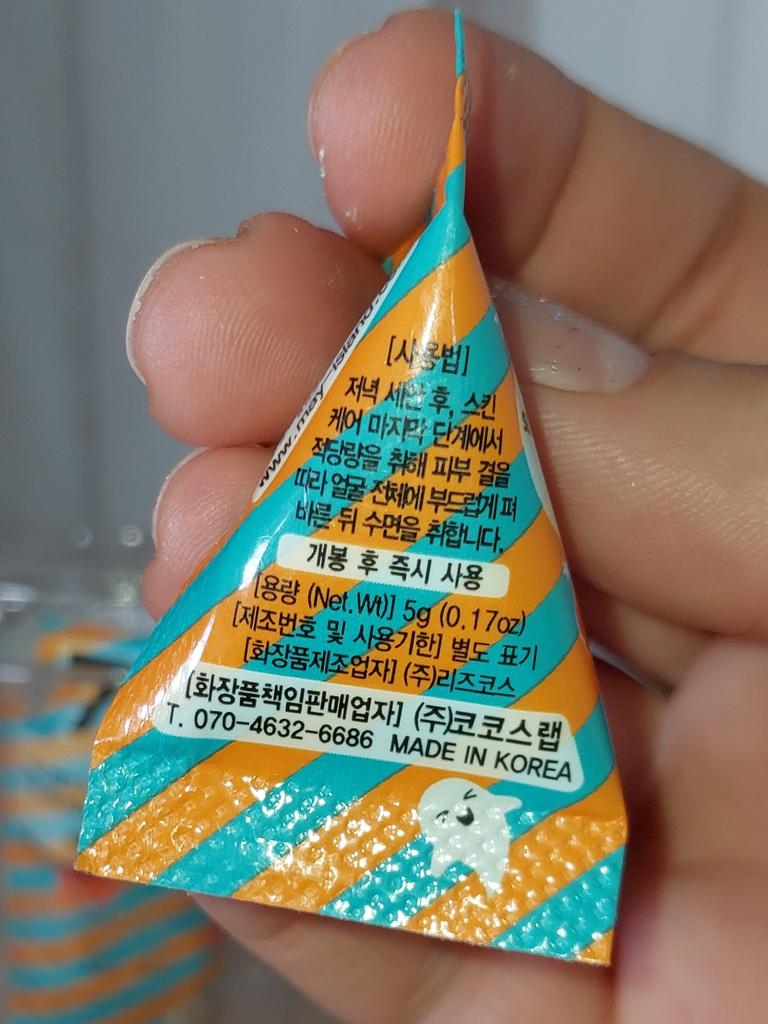 www.may-island.
[사용법]
저녁 세안 후, 스킨
케어 마지막 단계에서
적당량을 취해 피부 결을
따라 얼굴 전체에 부드럽게 펴
바른 뒤 수면을 취합니다.
개봉 후 즉시 사용
[용량 (Net.Wt)] 5g (0.17oz)
[제조번호 및 사용기한] 별도 표기
[화장품제조업자] (주)리즈코스
[화장품책임판매업자] (주)코코스랩
T. 070-4632-6686 MADE IN KOREA